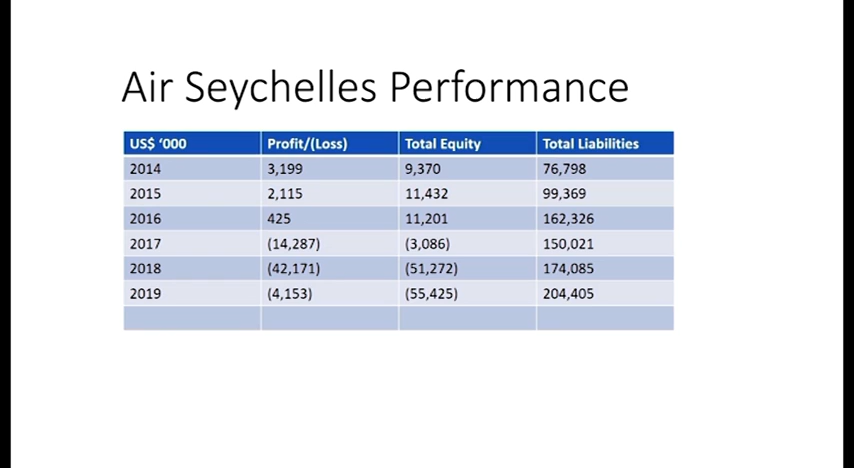 Air Seychelles Performance
US$ ‘000 Profit/(Loss) Total Equity Total Liabilities
2014 3,199 9,370 76,798
2015 2,115 11,432 99,369
2016 425 11,201 162,326
2017 (14,287) (3,086) 150,021
2018 (42,171) (51,272) 174,085
2019 (4,153) (55,425) 204,405